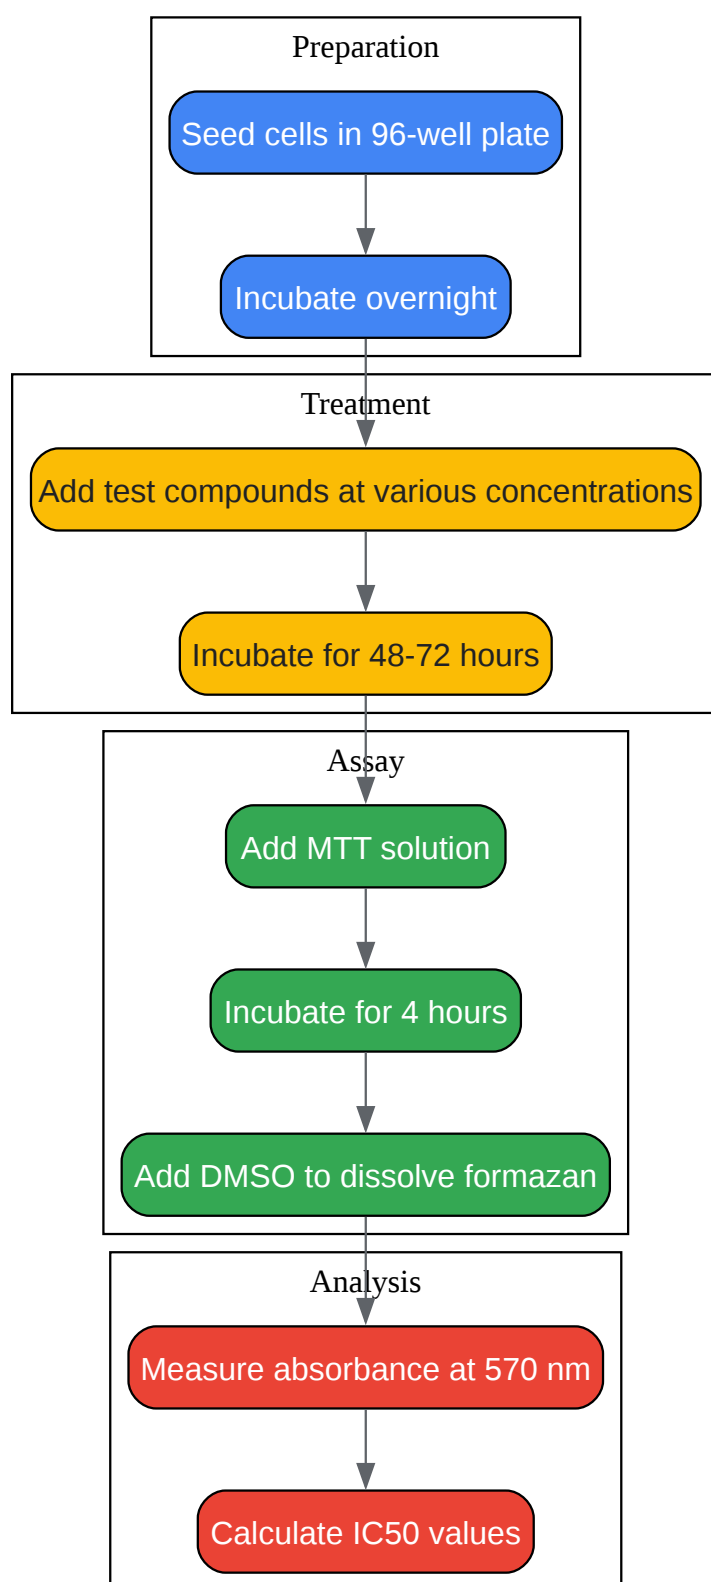 Preparation
Seed cells in 96-well plate
Incubate overnight
Treatment
Add test compounds at various concentrations
Incubate for 48-72 hours
Assay
Add MTT solution
Incubate for 4 hours
Add DMSO to dissolve formazan
Analysis
Measure absorbance at 570 nm
Calculate IC50 values